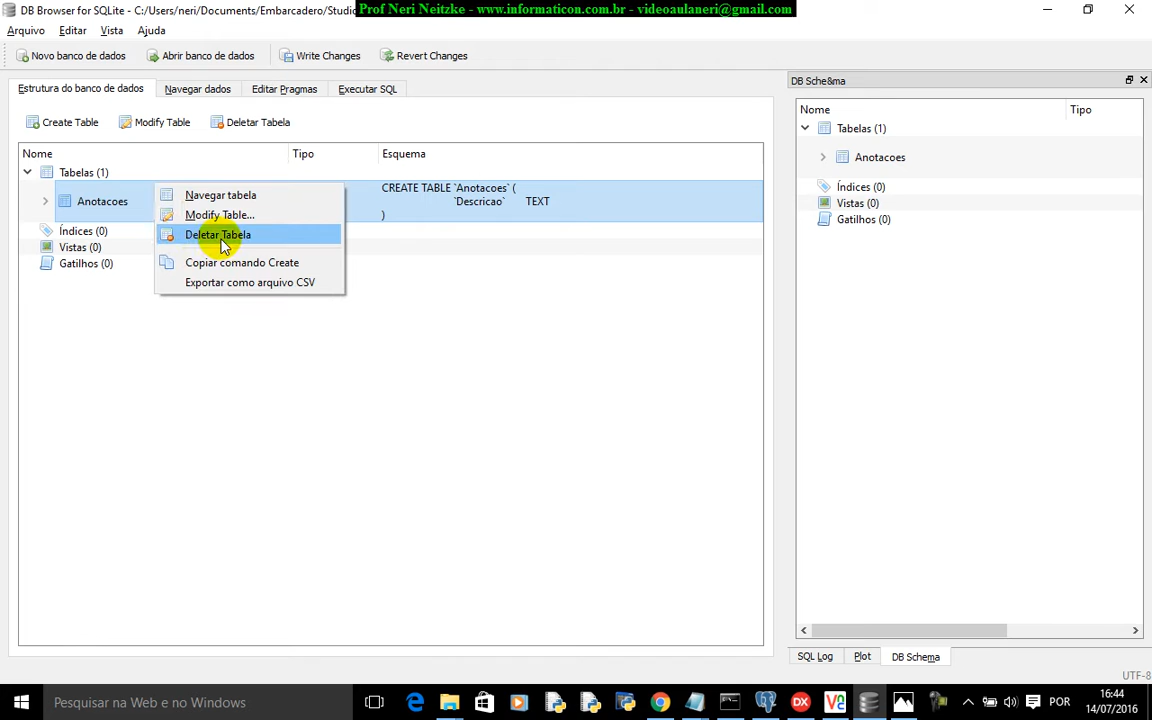 DB Browser for SQLite - C:/Users/neri/Documents/Embarcadero/Studio
Prof Neri Neitzke - www.informaticon.com.br - videoaulaneri@gmail.com
Arquivo Editar Vista Ajuda
Novo banco de dados Abrir banco de dados Write Changes Revert Changes
Estrutura do banco de dados Navegar dados Editar Pragmas Executar SQL
Create Table Modify Table Deletar Tabela
Nome Tipo Esquema
Tabelas (1)
Anotacoes
CREATE TABLE `Anotacoes` (
`Descricao` TEXT
)
Índices (0)
Vistas (0)
Gatilhos (0)
Navegar tabela
Modify Table...
Deletar Tabela
Copiar comando Create
Exportar como arquivo CSV
DB Sche&ma
Nome Tipo
Tabelas (1)
Anotacoes
Índices (0)
Vistas (0)
Gatilhos (0)
SQL Log Plot DB Schema
UTF-8
Pesquisar na Web e no Windows
DX
POR
16:44
14/07/2016